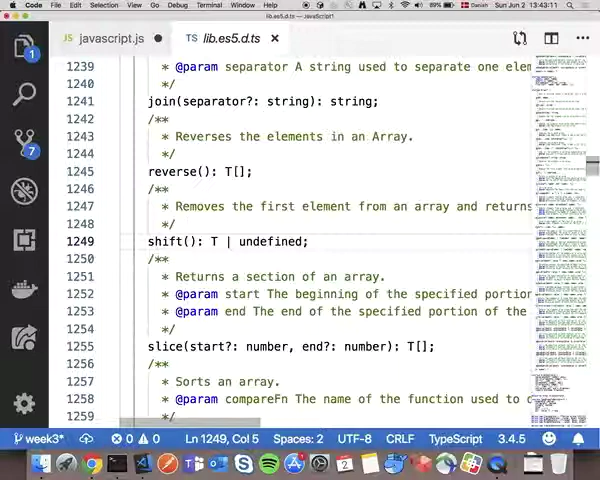 Code File Edit Selection View Go Debug Terminal Window Help 89% Danish Sun Jun 2 13:43:11
lib.es5.d.ts — JavaScript1
javascript.js TS lib.es5.d.ts
1239 * @param separator A string used to separate one elem
1240 */
1241 join(separator?: string): string;
1242 /**
1243 * Reverses the elements in an Array.
1244 */
1245 reverse(): T[];
1246 /**
1247 * Removes the first element from an array and returns
1248 */
1249 shift(): T | undefined;
1250 /**
1251 * Returns a section of an array.
1252 * @param start The beginning of the specified portion
1253 * @param end The end of the specified portion of the
1254 */
1255 slice(start?: number, end?: number): T[];
1256 /**
1257 * Sorts an array.
1258 * @param compareFn The name of the function used to
1259 */
1
7
week3* 0 0 Ln 1249, Col 5 Spaces: 2 UTF-8 CRLF TypeScript 3.4.5